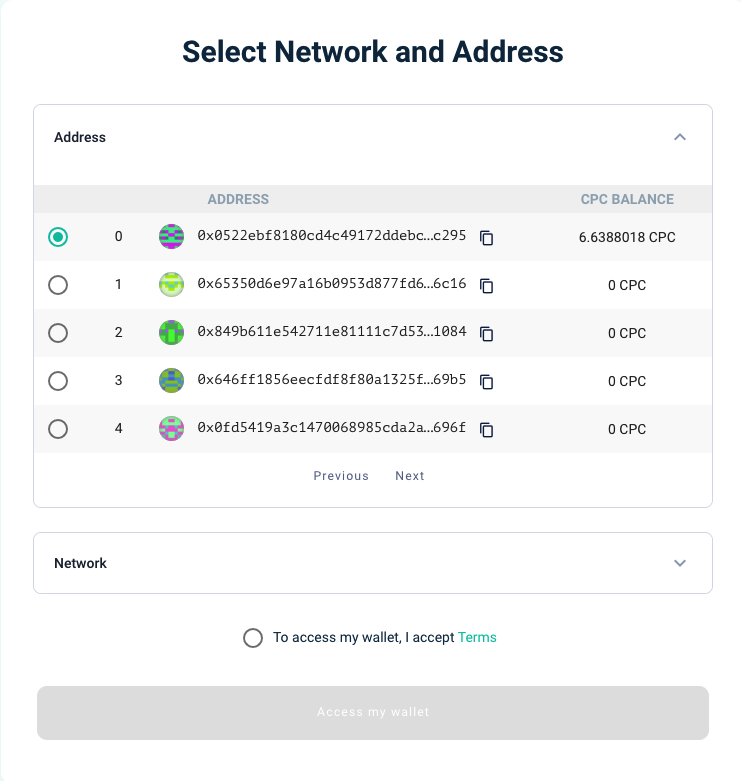 Select Network and Address
Address
ADDRESS CPC BALANCE
0 0x0522ebf8180cd4c49172ddebc…c295 6.6388018 CPC
1 0x65350d6e97a16b0953d877fd6…6c16 0 CPC
2 0x849b611e542711e81111c7d53…1084 0 CPC
3 0x646ff1856eecfdf8f80a1325f…69b5 0 CPC
4 0x0fd5419a3c1470068985cda2a…696f 0 CPC
Previous Next
Network
To access my wallet, I accept Terms
Access my wallet